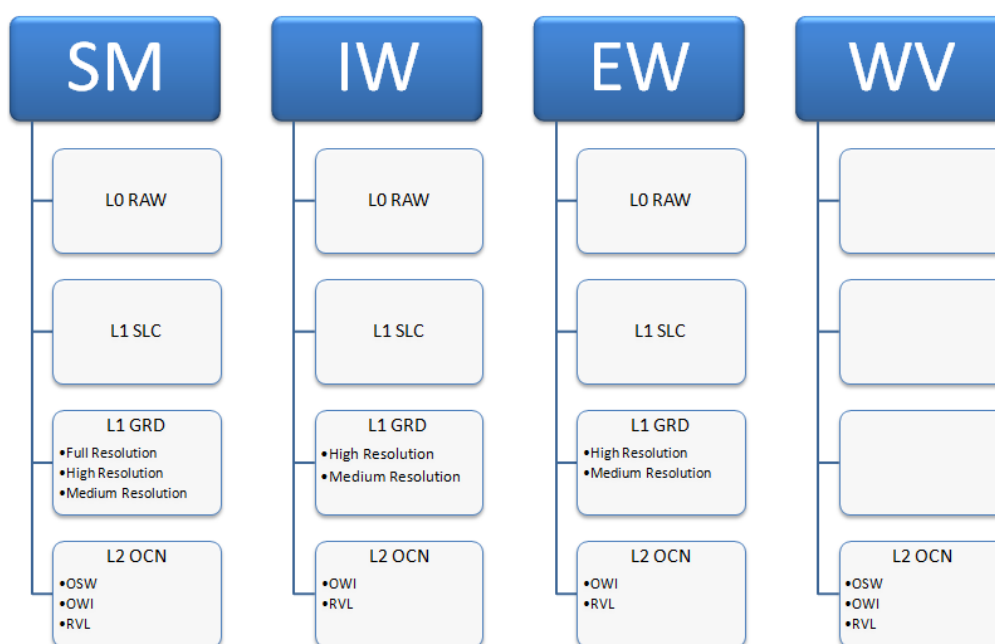 SM
L0 RAW
L1 SLC
L1 GRD
•Full Resolution
•High Resolution
•Medium Resolution
L2 OCN
•OSW
•OWI
•RVL
IW
L0 RAW
L1 SLC
L1 GRD
•High Resolution
•Medium Resolution
L2 OCN
•OWI
•RVL
EW
L0 RAW
L1 SLC
L1 GRD
•High Resolution
•Medium Resolution
L2 OCN
•OWI
•RVL
WV
L2 OCN
•OSW
•OWI
•RVL